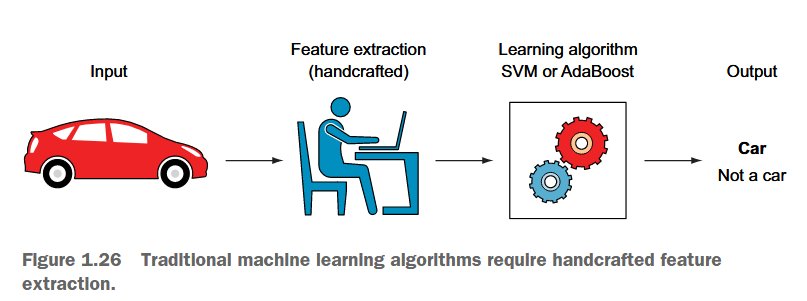 Input
Feature extraction
(handcrafted)
Learning algorithm
SVM or AdaBoost
Output
Car
Not a car
Figure 1.26 Traditional machine learning algorithms require handcrafted feature
extraction.